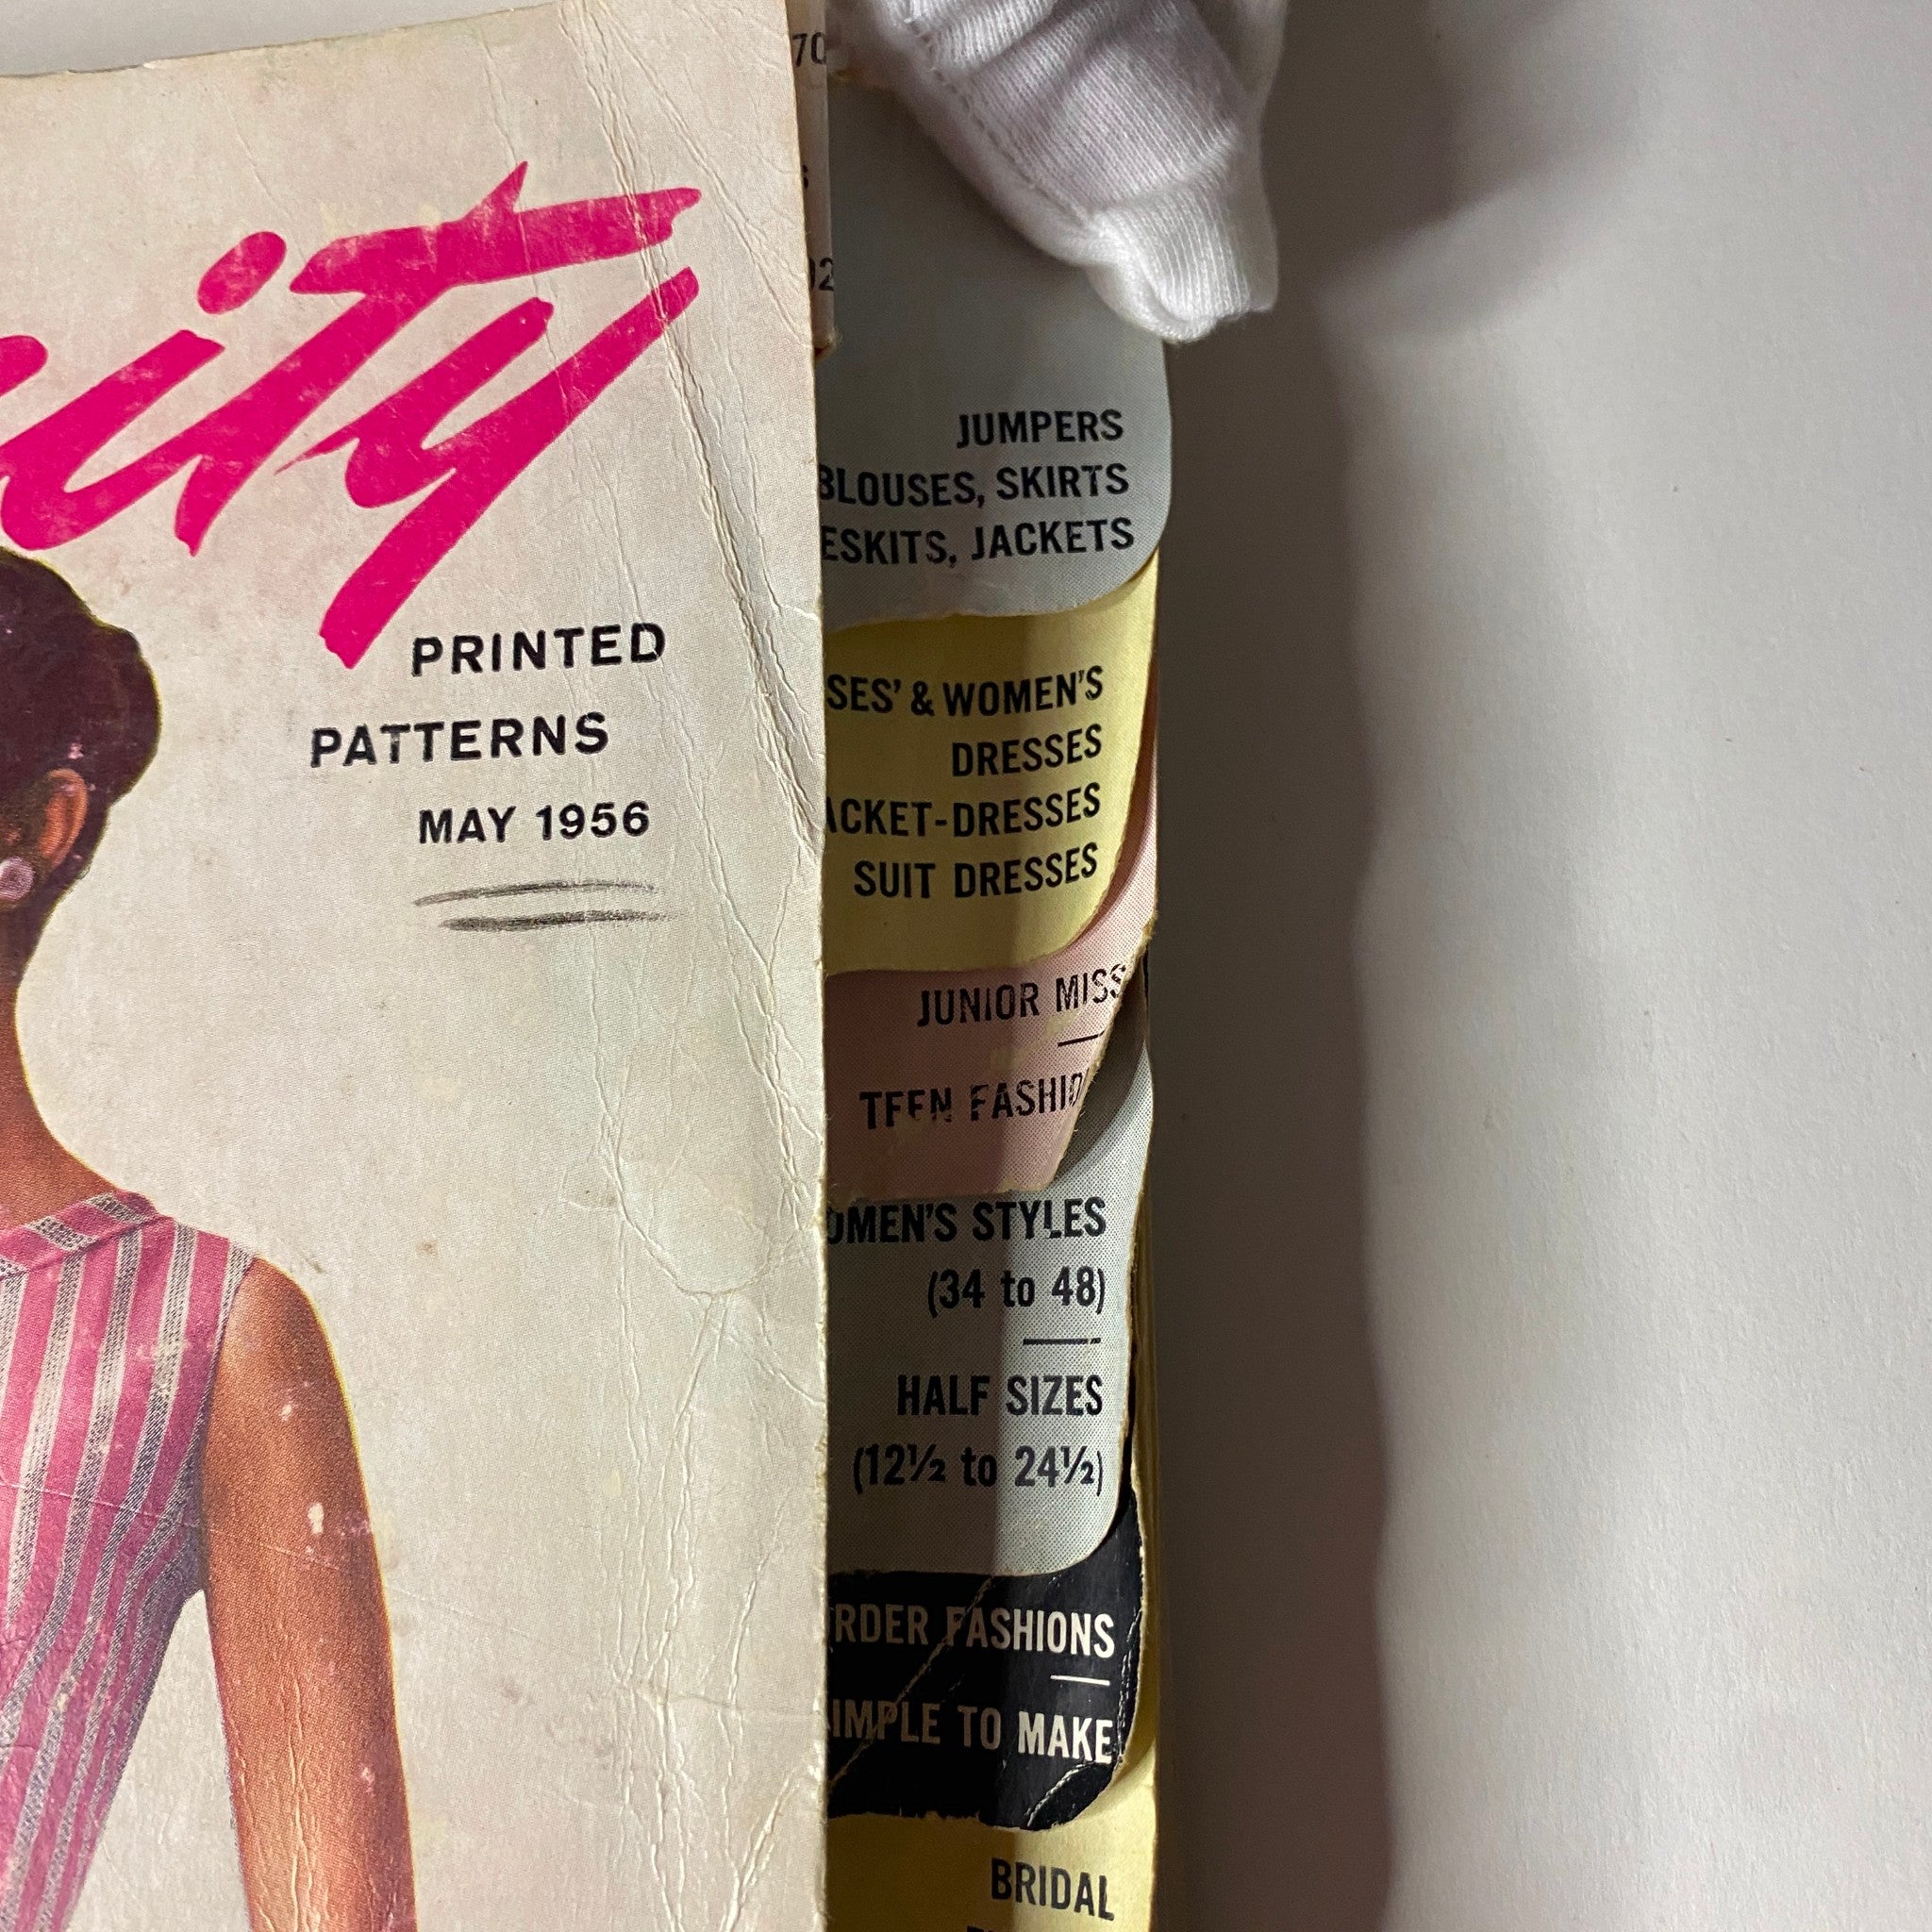 PRINTED
PATTERNS
MAY 1956
JUMPERS
BLOUSES, SKIRTS
ESKITS, JACKETS
SES' & WOMEN'S
DRESSES
ACKET-DRESSES
SUIT DRESSES
JUNIOR MISS
TEEN FASHIO
OMEN'S STYLES
(34 to 48)
HALF SIZES
(12½ to 24½)
RDER FASHIONS
IMPLE TO MAKE
BRIDAL